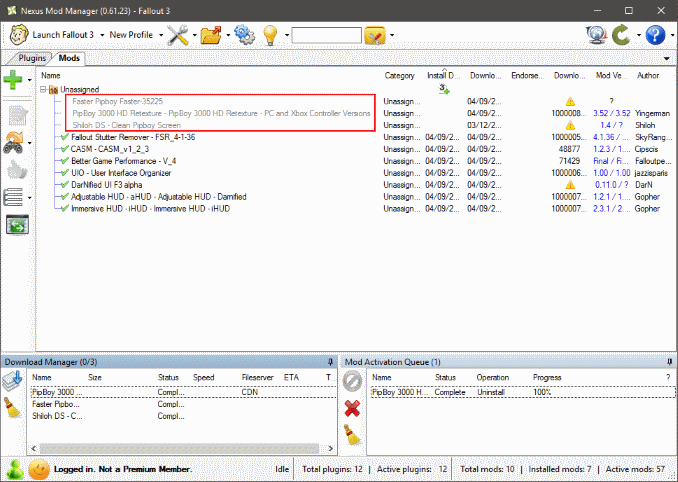 Nexus Mod Manager (0.61.23) - Fallout 3
Launch Fallout 3 New Profile
Plugins Mods
Name Category Install D... Downlo... Endorse... Downlo... Mod Ve... Author
3
Unassigned
Faster Pipboy Faster-35225 Unassign... 04/09/2... ?
PipBoy 3000 HD Retexture - PipBoy 3000 HD Retexture - PC and Xbox Controller Versions Unassign... 04/09/2... 1000008... 3.52 / 3.52 Yingerman
Shiloh DS - Clean Pipboy Screen Unassign... 03/12/2... 1.4 / ? Shiloh
Fallout Stutter Remover - FSR_4-1-36 Unassign... 04/09/2... 04/09/2... 1000005... 4.1.36 / ... SkyRang...
CASM - CASM_v1_2_3 Unassign... 04/09/2... 04/09/2... 48877 1.2.3 / 1.... Cipscis
Better Game Performance - V_4 Unassign... 04/09/2... 04/09/2... 71429 Final / Fi... Falloutpe...
UIO - User Interface Organizer Unassign... 04/09/2... 04/09/2... 1000006... 1.00 / 1.00 jazzisparis
DarNified UI F3 alpha Unassign... 04/09/2... 04/09/2... 0.11.0 / ? DarN
Adjustable HUD - aHUD - Adjustable HUD - Darnified Unassign... 04/09/2... 04/09/2... 1000007... 1.2.1 / 1.... Gopher
Immersive HUD - iHUD - Immersive HUD - iHUD Unassign... 04/09/2... 04/09/2... 1000007... 2.3.1 / 2.... Gopher
Download Manager (0/3) Mod Activation Queue (1)
Name Size Status Speed Fileserver ETA T... Name Status Operation Progress ?
PipBoy 3000 ... Compl... CDN PipBoy 3000 H... Complete Uninstall 100%
Faster Pipbo... Compl...
Shiloh DS - C... Compl...
Logged in. Not a Premium Member. Idle Total plugins: 12 | Active plugins: 12 Total mods: 10 | Installed mods: 7 | Active mods: 57